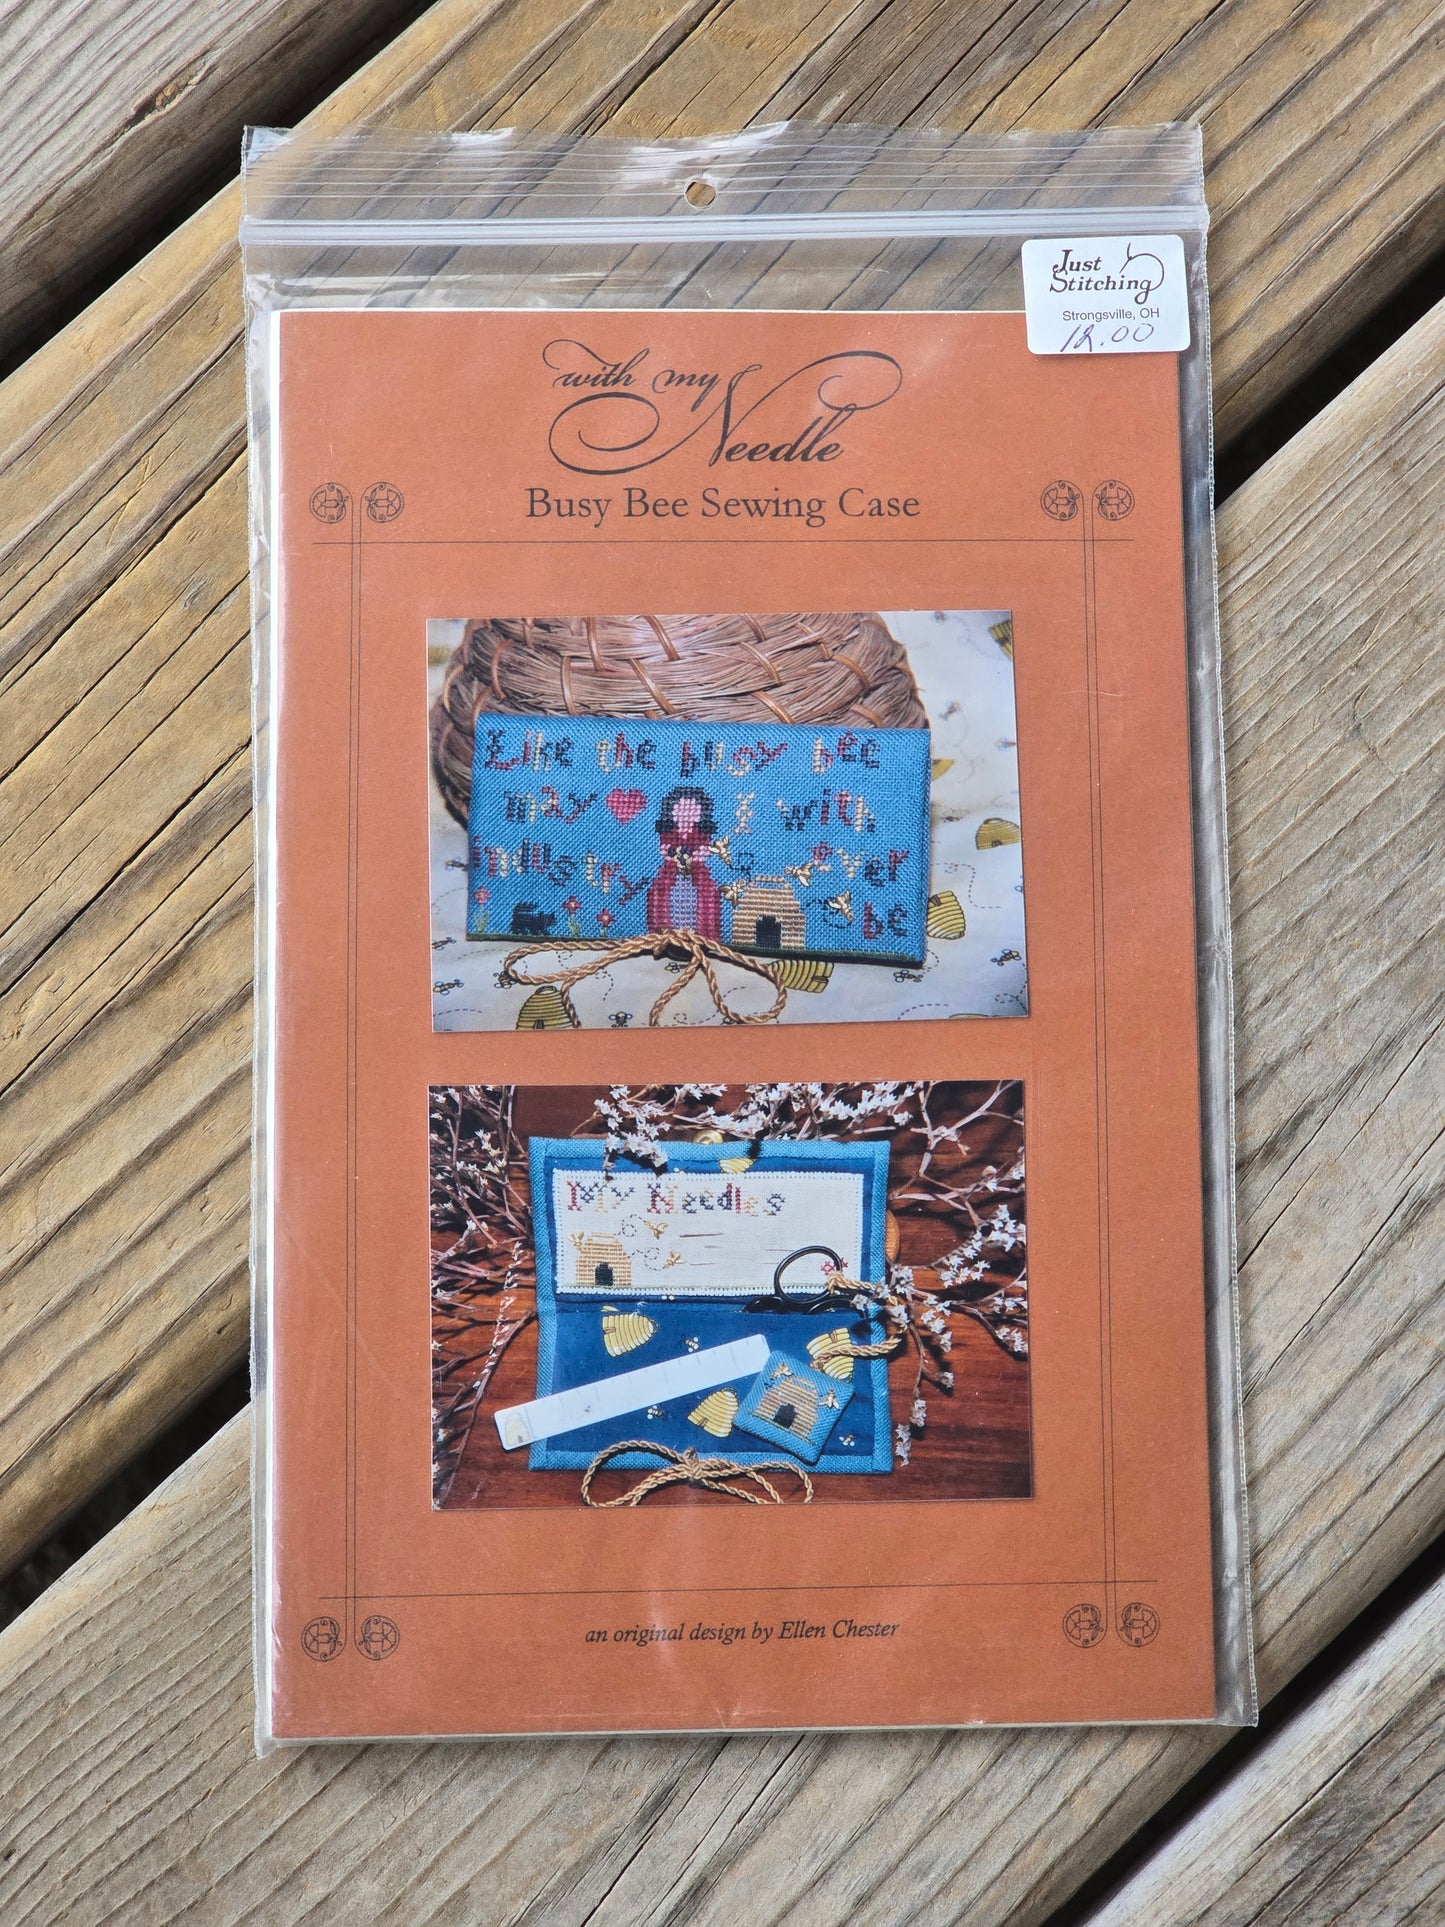 Just
Stitching
Strongsville, OH
12.00
with my
Needle
Busy Bee Sewing Case
Like the busy bee
may I with
industry ever
be
My Needles
an original design by Ellen Chester